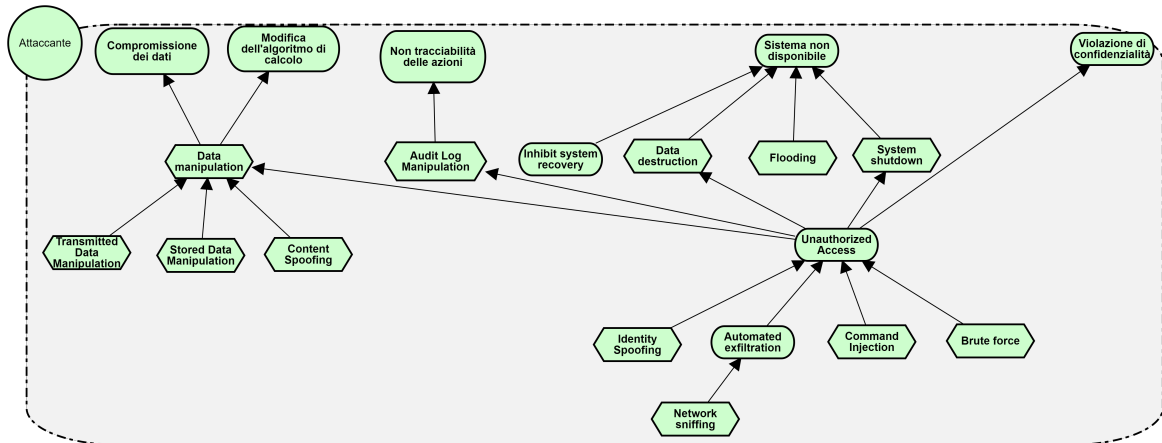 Attaccante
Compromissione
dei dati
Modifica
dell'algoritmo di
calcolo
Non tracciabilità
delle azioni
Sistema non
disponibile
Violazione di
confidenzialità
Data
manipulation
Audit Log
Manipulation
Inhibit system
recovery
Data
destruction
Flooding
System
shutdown
Transmitted
Data
Manipulation
Stored Data
Manipulation
Content
Spoofing
Unauthorized
Access
Identity
Spoofing
Automated
exfiltration
Command
Injection
Brute force
Network
sniffing